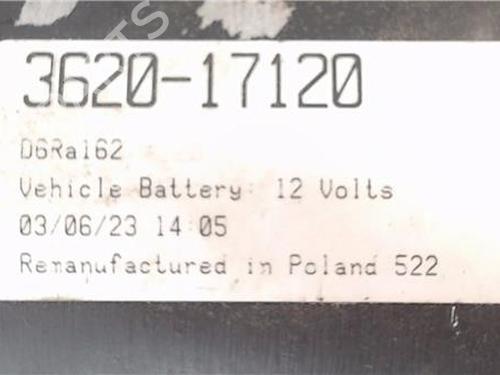 3620-17120
D6Ra162
Vehicle Battery: 12 Volts
03/06/23 14:05
Remanufactured in Poland 522